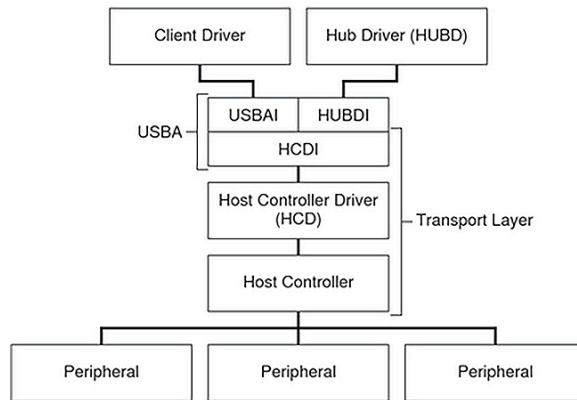 Client Driver
Hub Driver (HUBD)
USBA
USBAI
HUBDI
HCDI
Host Controller Driver
(HCD)
Transport Layer
Host Controller
Peripheral
Peripheral
Peripheral